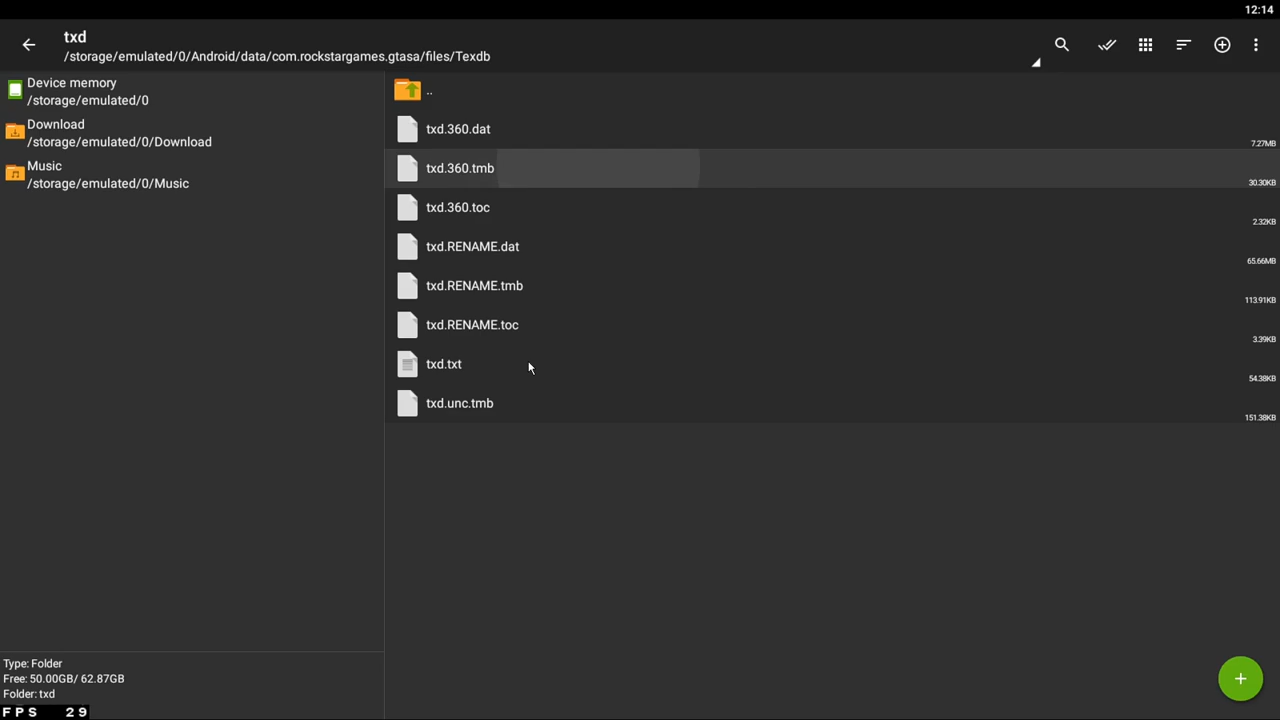 12:14
txd
/storage/emulated/0/Android/data/com.rockstargames.gtasa/files/Texdb
Device memory
/storage/emulated/0
Download
/storage/emulated/0/Download
Music
/storage/emulated/0/Music
..
txd.360.dat
7.27MB
txd.360.tmb
30.30KB
txd.360.toc
2.32KB
txd.RENAME.dat
65.66MB
txd.RENAME.tmb
113.91KB
txd.RENAME.toc
3.39KB
txd.txt
54.38KB
txd.unc.tmb
151.38KB
Type: Folder
Free: 50.00GB/ 62.87GB
Folder: txd
FPS 29